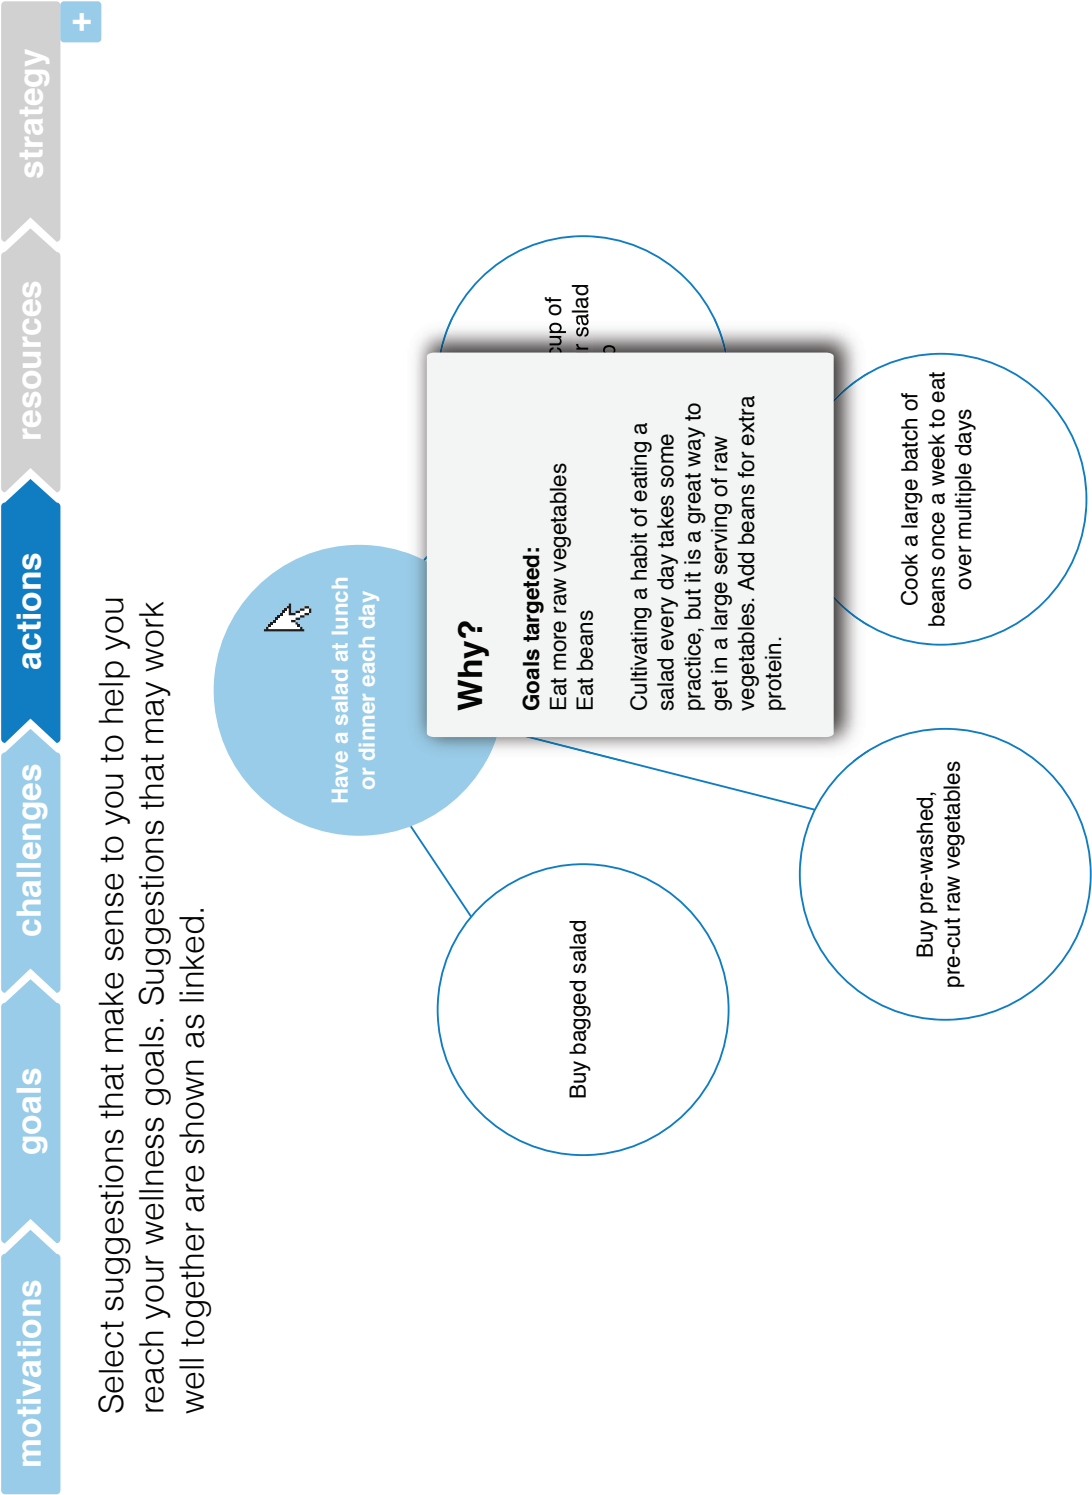 motivations
goals
challenges
actions
resources
strategy
+
Select suggestions that make sense to you to help you
reach your wellness goals. Suggestions that may work
well together are shown as linked.
Have a salad at lunch
or dinner each day
Why?
Goals targeted:
Eat more raw vegetables
Eat beans
Cultivating a habit of eating a
salad every day takes some
practice, but it is a great way to
get in a large serving of raw
vegetables. Add beans for extra
protein.
cup of
salad
Buy bagged salad
Buy pre-washed,
pre-cut raw vegetables
Cook a large batch of
beans once a week to eat
over multiple days